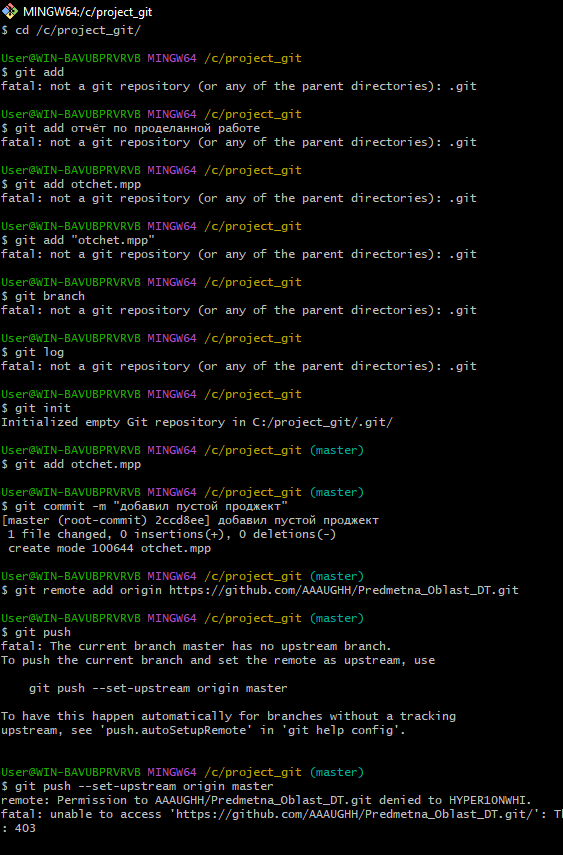 MINGW64:/c/project_git
$ cd /c/project_git/
User@WIN-BAVUBPRVRVB MINGW64 /c/project_git
$ git add
fatal: not a git repository (or any of the parent directories): .git
User@WIN-BAVUBPRVRVB MINGW64 /c/project_git
$ git add отчёт по проделанной работе
fatal: not a git repository (or any of the parent directories): .git
User@WIN-BAVUBPRVRVB MINGW64 /c/project_git
$ git add otchet.mpp
fatal: not a git repository (or any of the parent directories): .git
User@WIN-BAVUBPRVRVB MINGW64 /c/project_git
$ git add "otchet.mpp"
fatal: not a git repository (or any of the parent directories): .git
User@WIN-BAVUBPRVRVB MINGW64 /c/project_git
$ git branch
fatal: not a git repository (or any of the parent directories): .git
User@WIN-BAVUBPRVRVB MINGW64 /c/project_git
$ git log
fatal: not a git repository (or any of the parent directories): .git
User@WIN-BAVUBPRVRVB MINGW64 /c/project_git
$ git init
Initialized empty Git repository in C:/project_git/.git/
User@WIN-BAVUBPRVRVB MINGW64 /c/project_git (master)
$ git add otchet.mpp
User@WIN-BAVUBPRVRVB MINGW64 /c/project_git (master)
$ git commit -m "добавил пустой проджект"
[master (root-commit) 2ccd8ee] добавил пустой проджект
1 file changed, 0 insertions(+), 0 deletions(-)
create mode 100644 otchet.mpp
User@WIN-BAVUBPRVRVB MINGW64 /c/project_git (master)
$ git remote add origin https://github.com/AAAUGHH/Predmetna_Oblast_DT.git
User@WIN-BAVUBPRVRVB MINGW64 /c/project_git (master)
$ git push
fatal: The current branch master has no upstream branch.
To push the current branch and set the remote as upstream, use
git push --set-upstream origin master
To have this happen automatically for branches without a tracking
upstream, see 'push.autoSetupRemote' in 'git help config'.
User@WIN-BAVUBPRVRVB MINGW64 /c/project_git (master)
$ git push --set-upstream origin master
remote: Permission to AAAUGHH/Predmetna_Oblast_DT.git denied to HYPER1ONWHI.
fatal: unable to access 'https://github.com/AAAUGHH/Predmetna_Oblast_DT.git/':
: 403